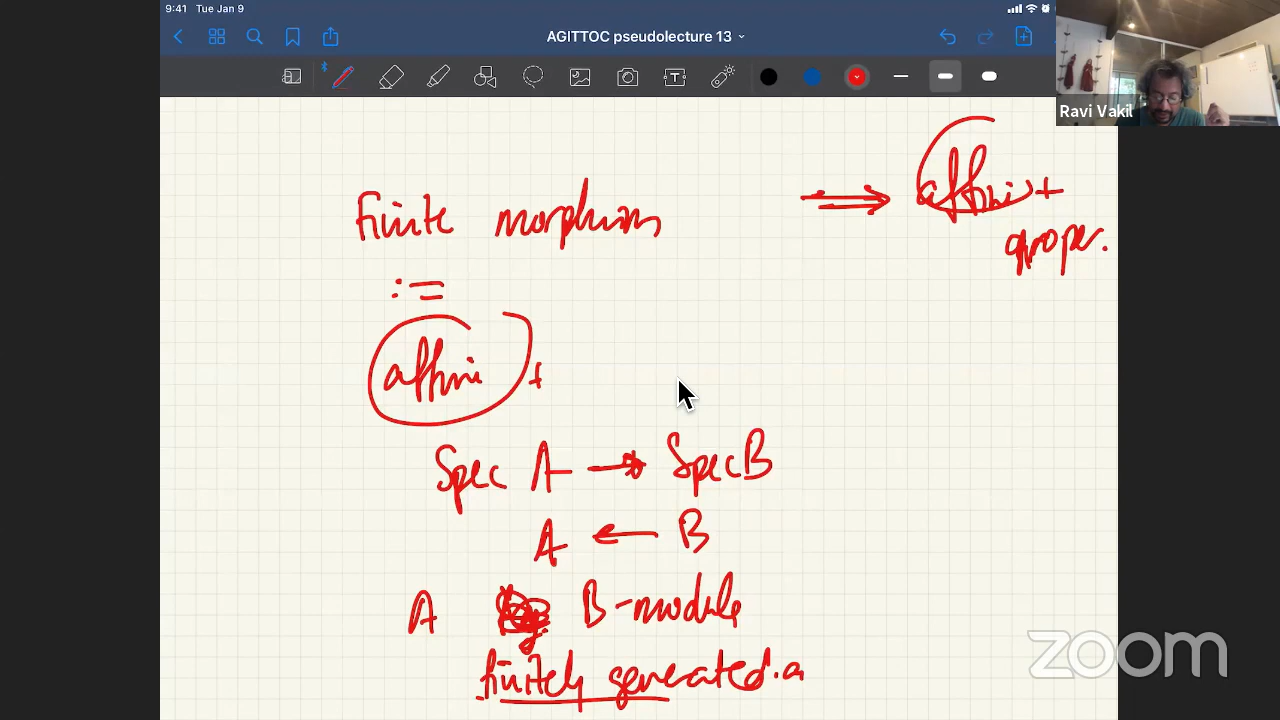 9:41 Tue Jan 9
AGITTOC pseudolecture 13
Ravi Vakil
finite morphism ⟹ affine +
proper.
:=
affine +
Spec A → Spec B
A ← B
A B-module
finitely generated.
zoom